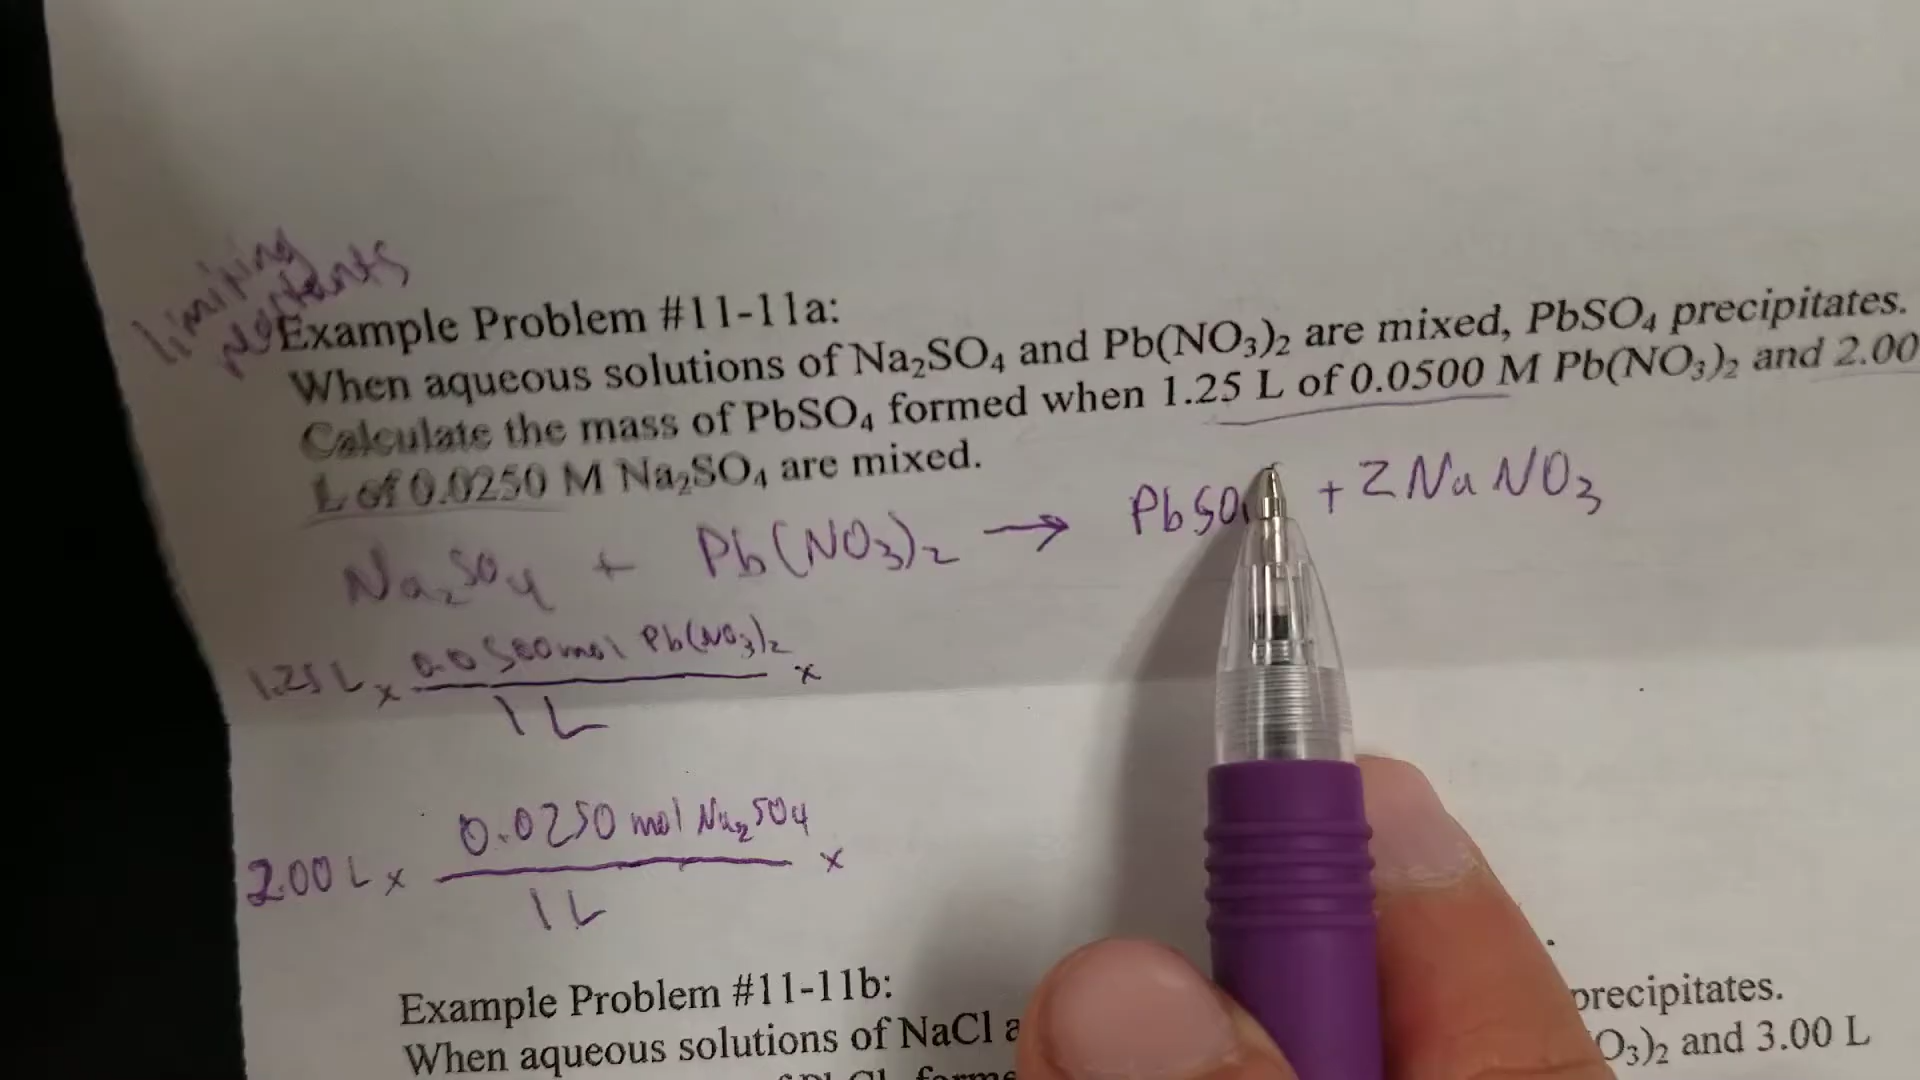 limiting
Example Problem #11-11a:
When aqueous solutions of Na₂SO₄ and Pb(NO₃)₂ are mixed, PbSO₄ precipitates.
Calculate the mass of PbSO₄ formed when 1.25 L of 0.0500 M Pb(NO₃)₂ and 2.00
L of 0.0250 M Na₂SO₄ are mixed.
Na₂SO₄ + Pb(NO₃)₂ → PbSO + 2NaNO₃
1.25 L x 0.0500 mol Pb(NO₃)₂ x
1 L
2.00 L x 0.0250 mol Na₂SO₄ x
1 L
Example Problem #11-11b:
precipitates.
When aqueous solutions of NaCl a
O₃)₂ and 3.00 L